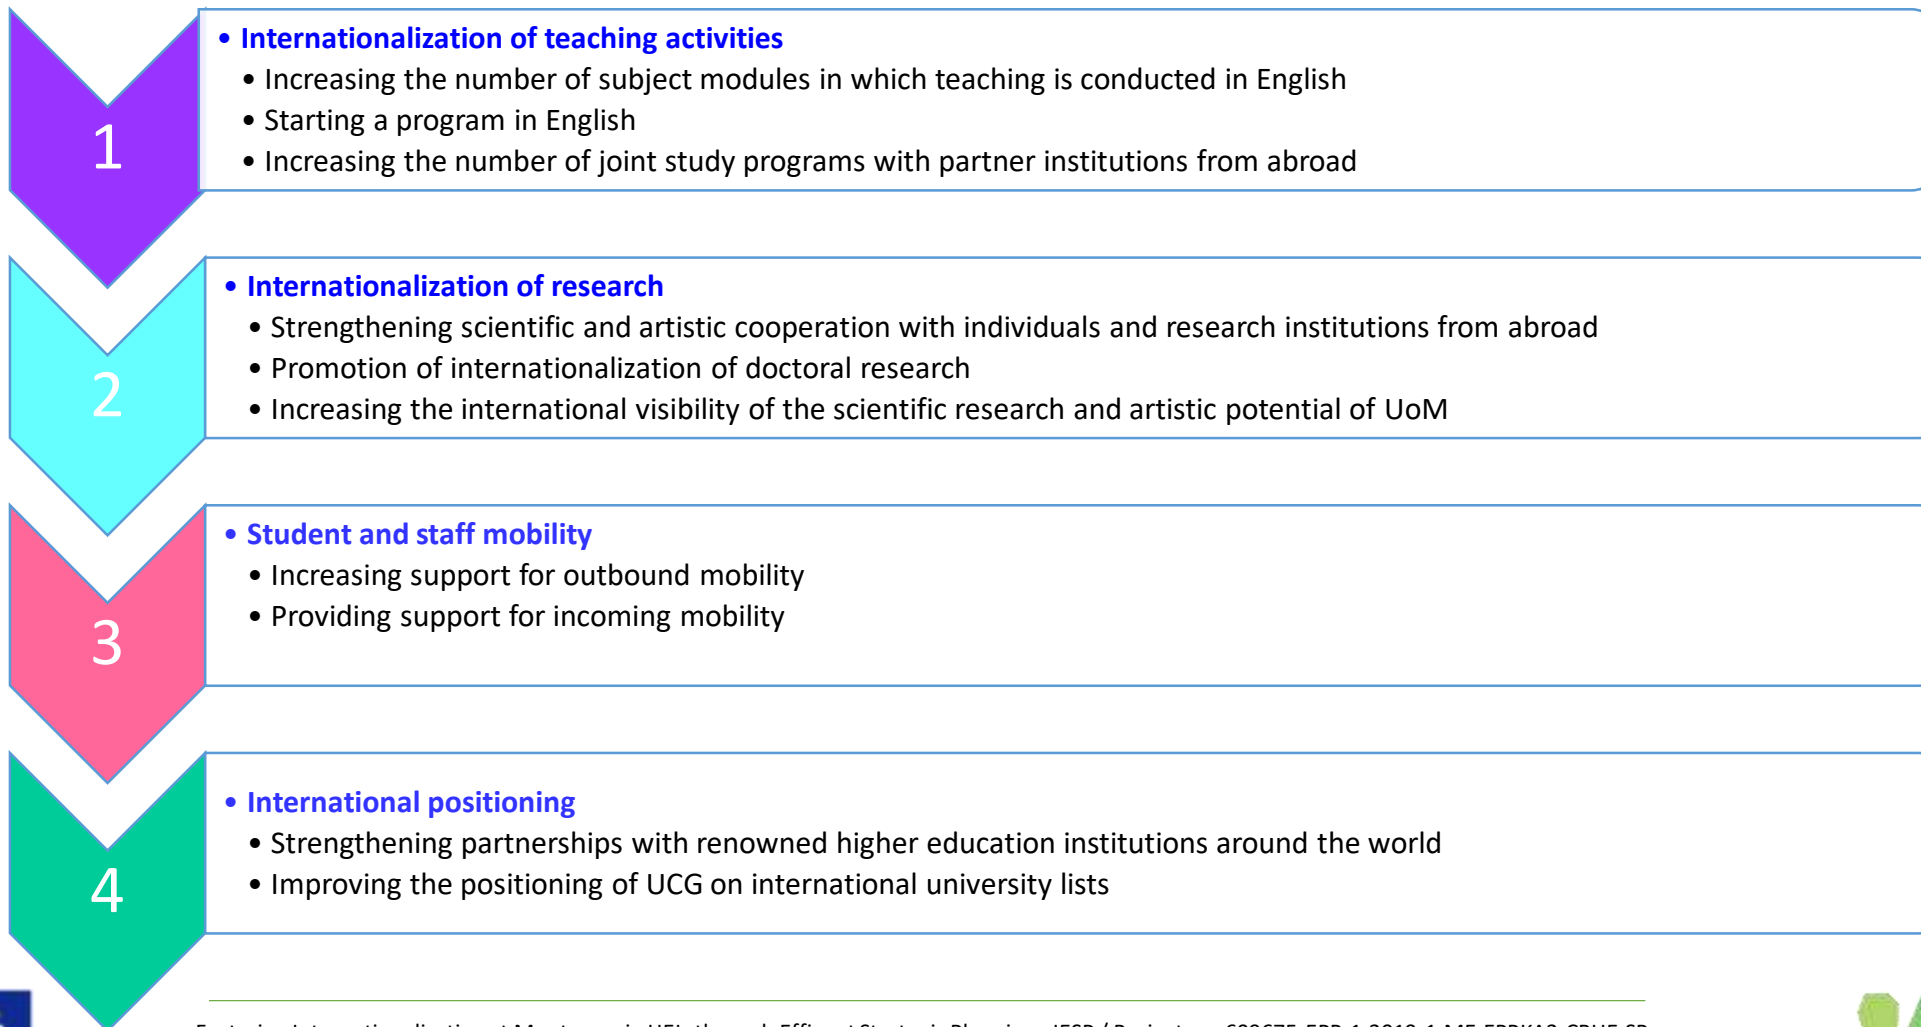 1
• Internationalization of teaching activities
• Increasing the number of subject modules in which teaching is conducted in English
• Starting a program in English
• Increasing the number of joint study programs with partner institutions from abroad
2
• Internationalization of research
• Strengthening scientific and artistic cooperation with individuals and research institutions from abroad
• Promotion of internationalization of doctoral research
• Increasing the international visibility of the scientific research and artistic potential of UoM
3
• Student and staff mobility
• Increasing support for outbound mobility
• Providing support for incoming mobility
4
• International positioning
• Strengthening partnerships with renowned higher education institutions around the world
• Improving the positioning of UCG on international university lists